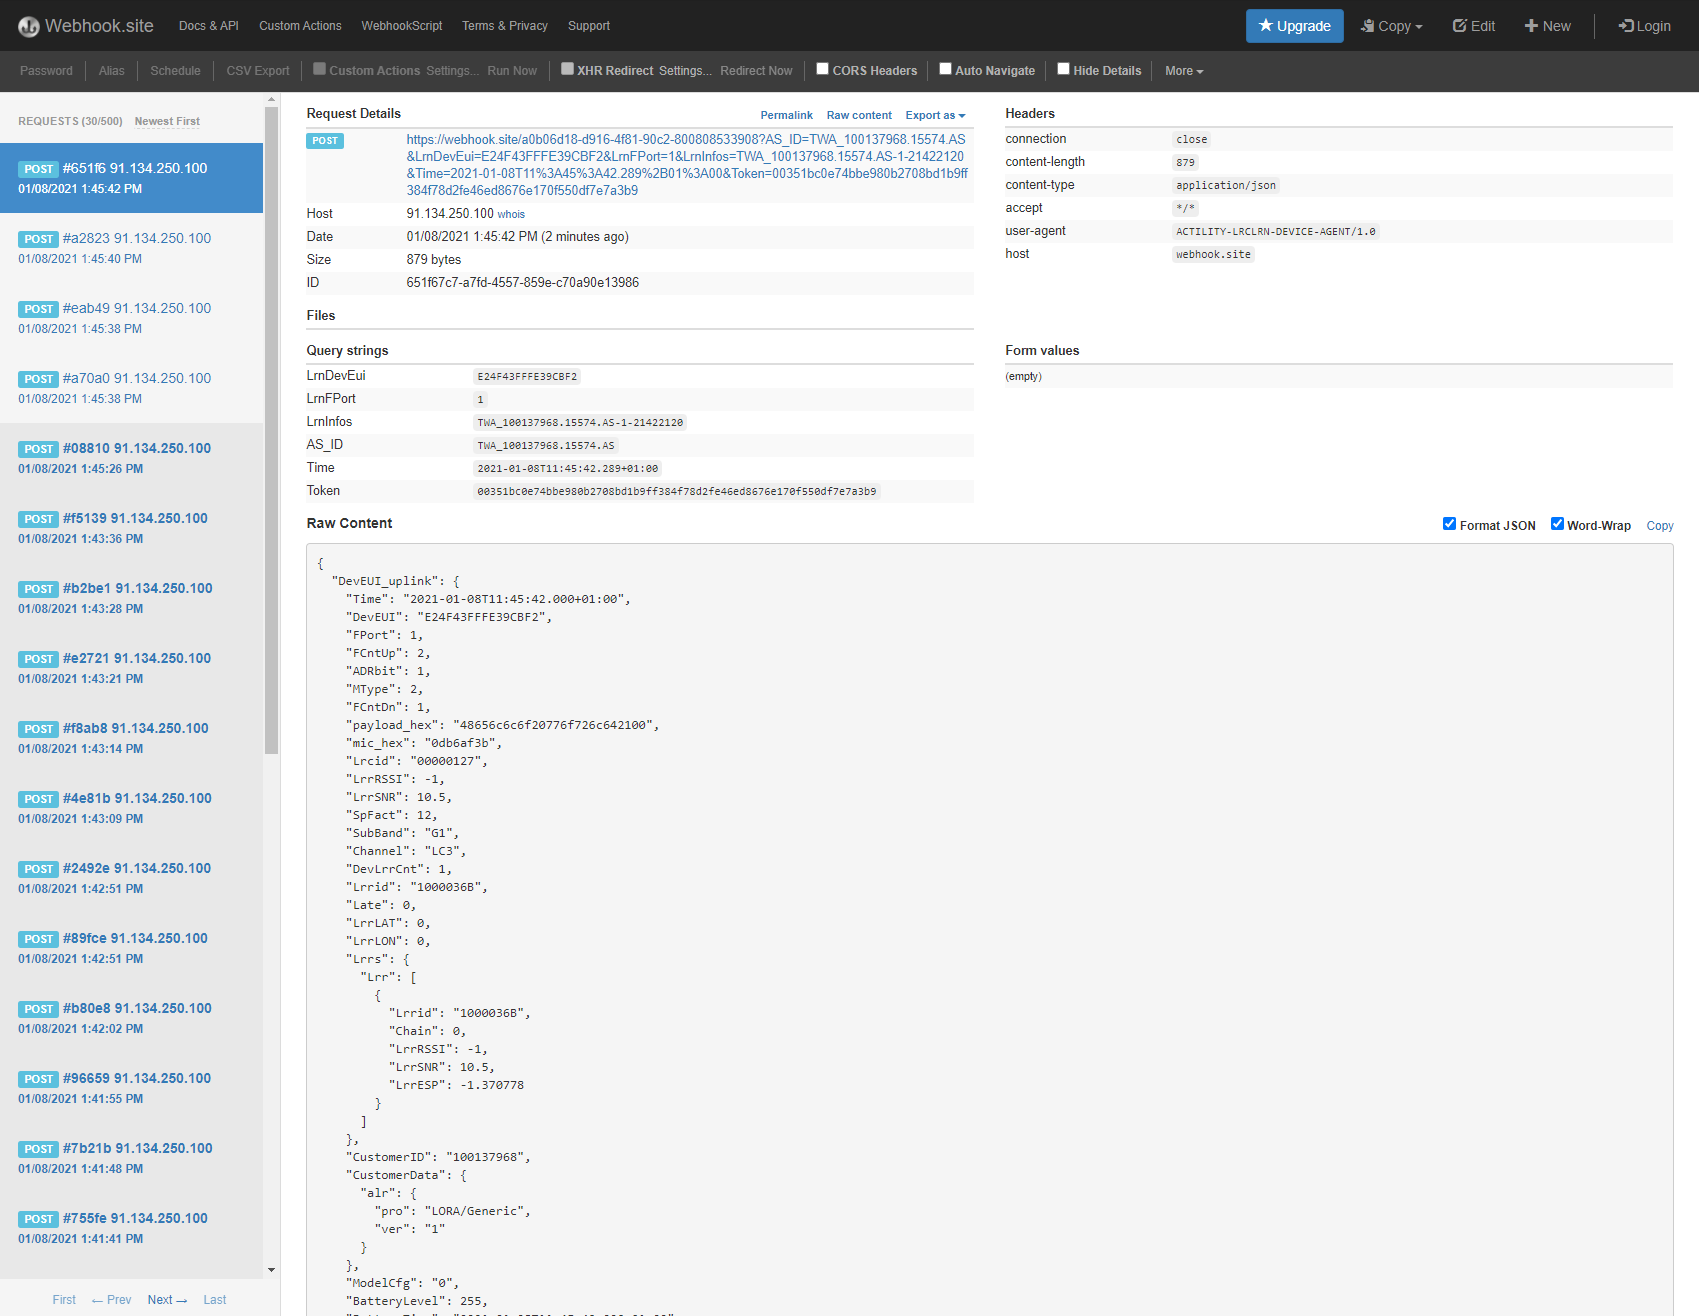 Webhook.site Docs & API Custom Actions WebhookScript Terms & Privacy Support Upgrade Copy Edit New Login
Password Alias Schedule CSV Export Custom Actions Settings... Run Now XHR Redirect Settings... Redirect Now CORS Headers Auto Navigate Hide Details More
REQUESTS (30/500) Newest First
POST #651f6 91.134.250.100
01/08/2021 1:45:42 PM
POST #a2823 91.134.250.100
01/08/2021 1:45:40 PM
POST #eab49 91.134.250.100
01/08/2021 1:45:38 PM
POST #a70a0 91.134.250.100
01/08/2021 1:45:38 PM
POST #08810 91.134.250.100
01/08/2021 1:45:26 PM
POST #f5139 91.134.250.100
01/08/2021 1:43:36 PM
POST #b2be1 91.134.250.100
01/08/2021 1:43:28 PM
POST #e2721 91.134.250.100
01/08/2021 1:43:21 PM
POST #f8ab8 91.134.250.100
01/08/2021 1:43:14 PM
POST #4e81b 91.134.250.100
01/08/2021 1:43:09 PM
POST #2492e 91.134.250.100
01/08/2021 1:42:51 PM
POST #89fce 91.134.250.100
01/08/2021 1:42:51 PM
POST #b80e8 91.134.250.100
01/08/2021 1:42:02 PM
POST #96659 91.134.250.100
01/08/2021 1:41:55 PM
POST #7b21b 91.134.250.100
01/08/2021 1:41:48 PM
POST #755fe 91.134.250.100
01/08/2021 1:41:41 PM
First ← Prev Next → Last
Request Details Permalink Raw content Export as
POST https://webhook.site/a0b06d18-d916-4f81-90c2-800808533908?AS_ID=TWA_100137968.15574.AS
&LrnDevEui=E24F43FFFE39CBF2&LrnFPort=1&LrnInfos=TWA_100137968.15574.AS-1-21422120
&Time=2021-01-08T11%3A45%3A42.289%2B01%3A00&Token=00351bc0e74bbe980b2708bd1b9ff
384f78d2fe46ed8676e170f550df7e7a3b9
Host 91.134.250.100 whois
Date 01/08/2021 1:45:42 PM (2 minutes ago)
Size 879 bytes
ID 651f67c7-a7fd-4557-859e-c70a90e13986
Files
Headers
connection close
content-length 879
content-type application/json
accept */*
user-agent ACTILITY-LRCLRN-DEVICE-AGENT/1.0
host webhook.site
Query strings
LrnDevEui E24F43FFFE39CBF2
LrnFPort 1
LrnInfos TWA_100137968.15574.AS-1-21422120
AS_ID TWA_100137968.15574.AS
Time 2021-01-08T11:45:42.289+01:00
Token 00351bc0e74bbe980b2708bd1b9ff384f78d2fe46ed8676e170f550df7e7a3b9
Form values
(empty)
Raw Content Format JSON Word-Wrap Copy
{
"DevEUI_uplink": {
"Time": "2021-01-08T11:45:42.000+01:00",
"DevEUI": "E24F43FFFE39CBF2",
"FPort": 1,
"FCntUp": 2,
"ADRbit": 1,
"MType": 2,
"FCntDn": 1,
"payload_hex": "48656c6c6f20776f726c642100",
"mic_hex": "0db6af3b",
"Lrcid": "00000127",
"LrrRSSI": -1,
"LrrSNR": 10.5,
"SpFact": 12,
"SubBand": "G1",
"Channel": "LC3",
"DevLrrCnt": 1,
"Lrrid": "1000036B",
"Late": 0,
"LrrLAT": 0,
"LrrLON": 0,
"Lrrs": {
"Lrr": [
{
"Lrrid": "1000036B",
"Chain": 0,
"LrrRSSI": -1,
"LrrSNR": 10.5,
"LrrESP": -1.370778
}
]
},
"CustomerID": "100137968",
"CustomerData": {
"alr": {
"pro": "LORA/Generic",
"ver": "1"
}
},
"ModelCfg": "0",
"BatteryLevel": 255,